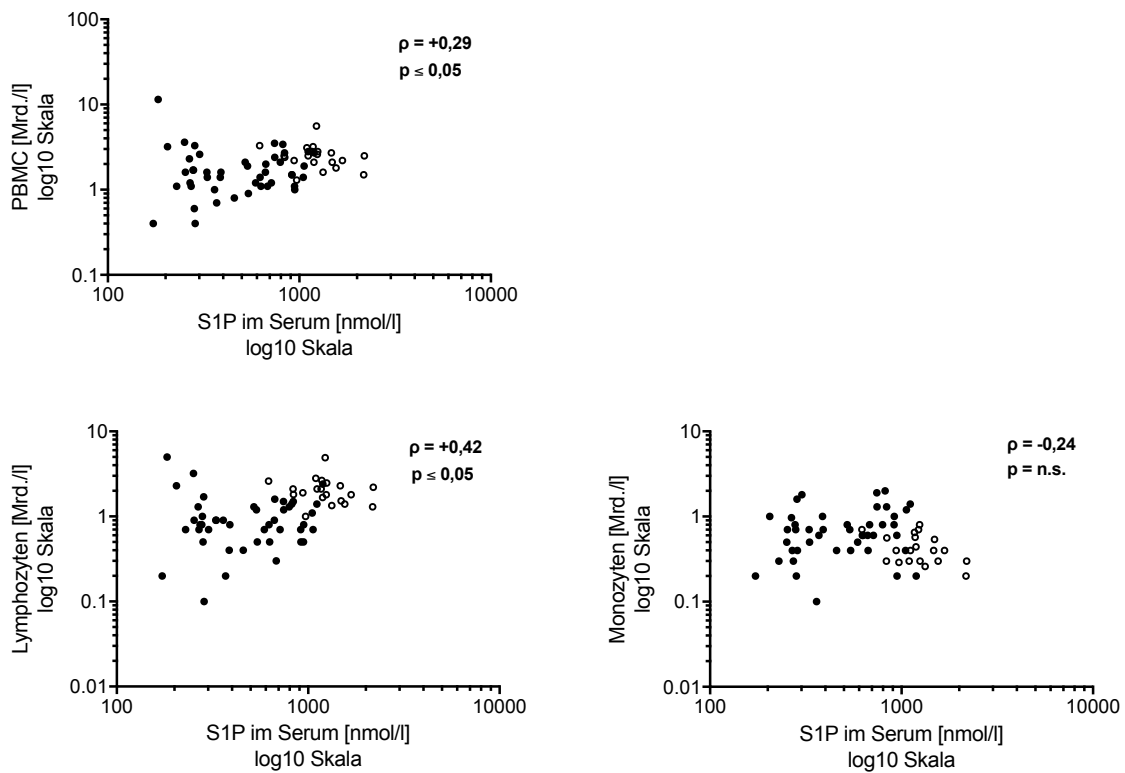 ρ = +0,29
p ≤ 0,05
100
10
1
0.1
PBMC [Mrd./l]
log10 Skala
100
1000
10000
S1P im Serum [nmol/l]
log10 Skala
ρ = +0,42
p ≤ 0,05
10
1
0.1
0.01
Lymphozyten [Mrd./l]
log10 Skala
100
1000
10000
S1P im Serum [nmol/l]
log10 Skala
ρ = -0,24
p = n.s.
10
1
0.1
0.01
Monozyten [Mrd./l]
log10 Skala
100
1000
10000
S1P im Serum [nmol/l]
log10 Skala